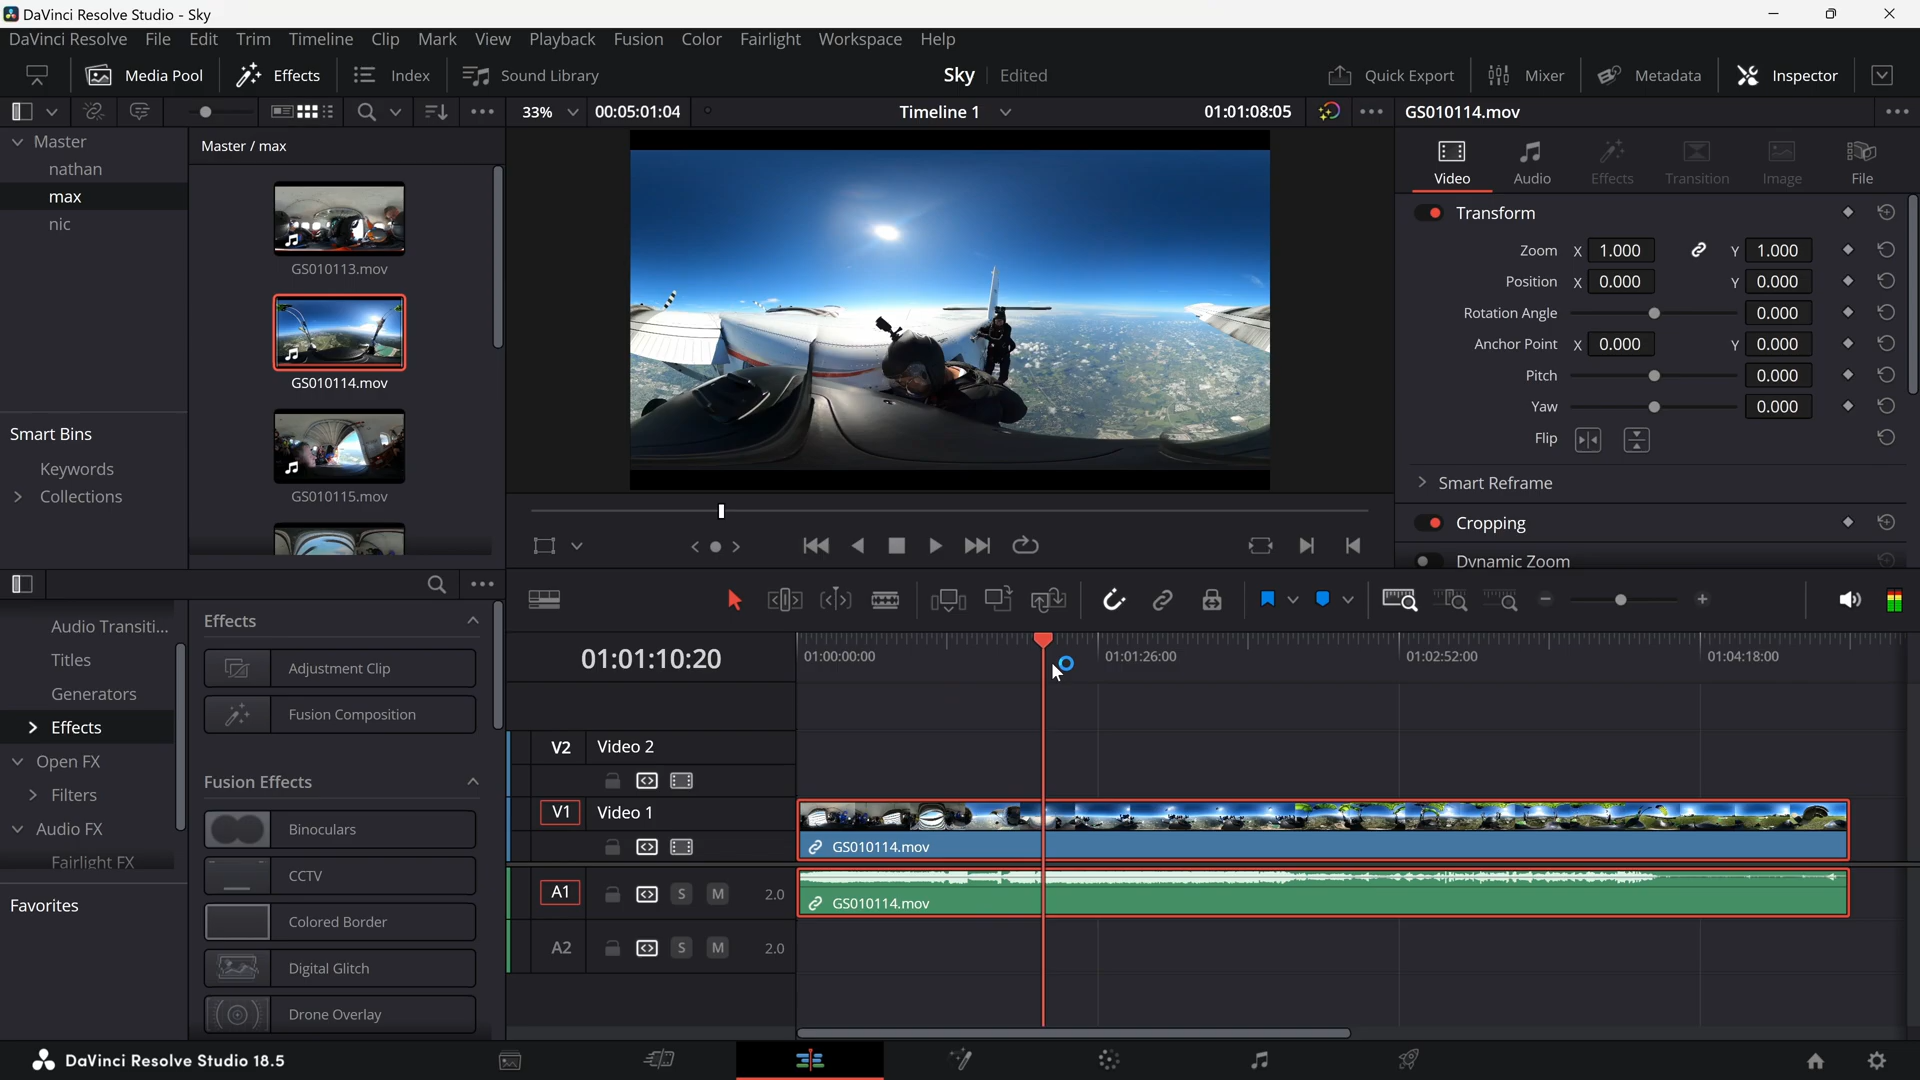 DaVinci Resolve Studio - Sky
DaVinci Resolve File Edit Trim Timeline Clip Mark View Playback Fusion Color Fairlight Workspace Help
Media Pool Effects Index Sound Library Sky Edited Quick Export Mixer Metadata Inspector
33% 00:05:01:04 Timeline 1 01:01:08:05 GS010114.mov
Master
nathan
max
nic
Smart Bins
Keywords
Collections
Master / max
GS010113.mov
GS010114.mov
GS010115.mov
Video Audio Effects Transition Image File
Transform
Zoom X 1.000 Y 1.000
Position X 0.000 Y 0.000
Rotation Angle 0.000
Anchor Point X 0.000 Y 0.000
Pitch 0.000
Yaw 0.000
Flip
Smart Reframe
Cropping
Dynamic Zoom
Audio Transiti...
Titles
Generators
Effects
Open FX
Filters
Audio FX
Fairlight FX
Favorites
Effects
Adjustment Clip
Fusion Composition
Fusion Effects
Binoculars
CCTV
Colored Border
Digital Glitch
Drone Overlay
01:01:10:20
01:00:00:00 01:01:26:00 01:02:52:00 01:04:18:00
V2 Video 2
V1 Video 1
GS010114.mov
A1 S M 2.0
GS010114.mov
A2 S M 2.0
DaVinci Resolve Studio 18.5